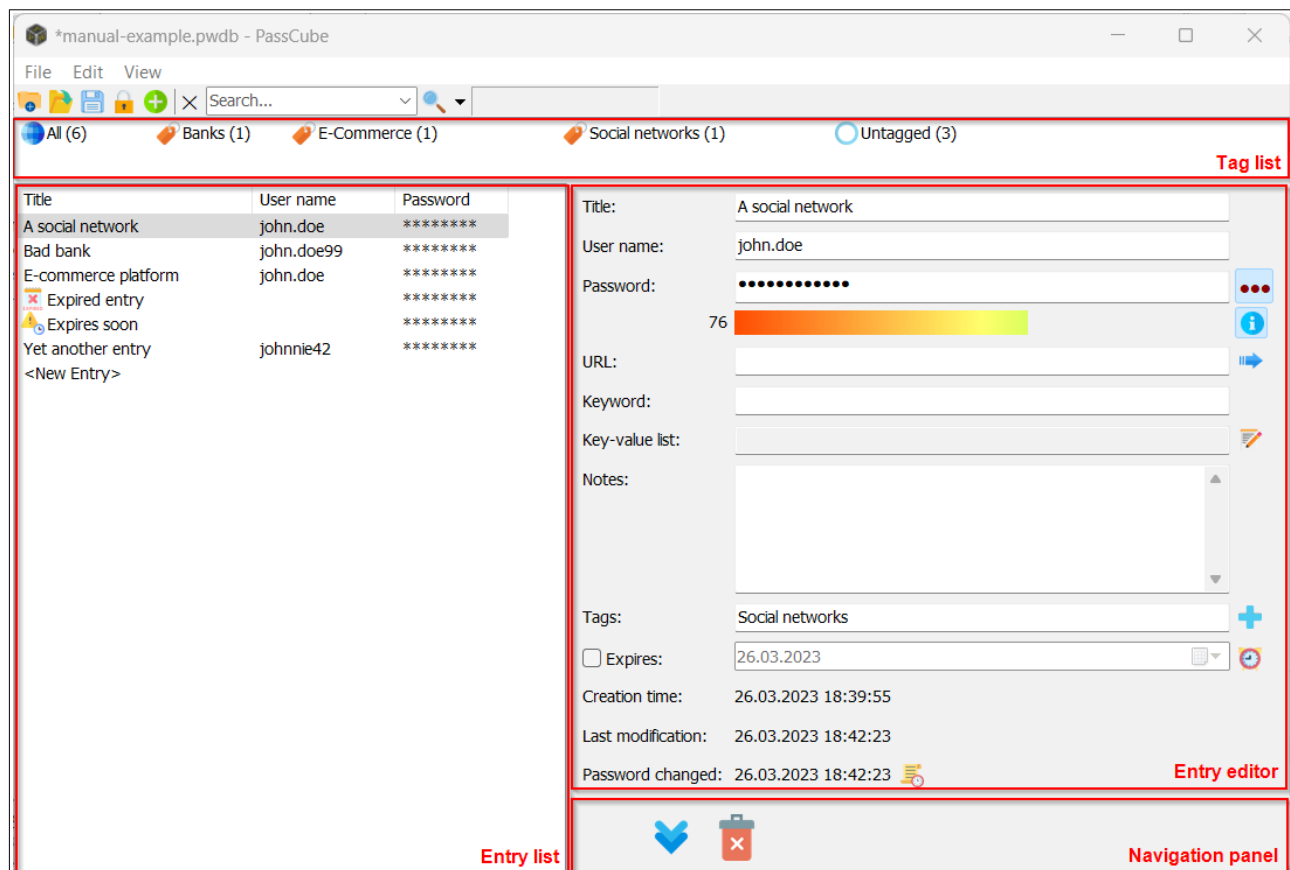 *manual-example.pwdb - PassCube
File Edit View
Search...
All (6) Banks (1) E-Commerce (1) Social networks (1) Untagged (3)
Tag list
Title User name Password
A social network john.doe ********
Bad bank john.doe99 ********
E-commerce platform john.doe ********
Expired entry ********
Expires soon ********
Yet another entry johnnie42 ********
<New Entry>
Entry list
Title: A social network
User name: john.doe
Password: ••••••••••••
76
URL:
Keyword:
Key-value list:
Notes:
Tags: Social networks
Expires: 26.03.2023
Creation time: 26.03.2023 18:39:55
Last modification: 26.03.2023 18:42:23
Password changed: 26.03.2023 18:42:23
Entry editor
Navigation panel